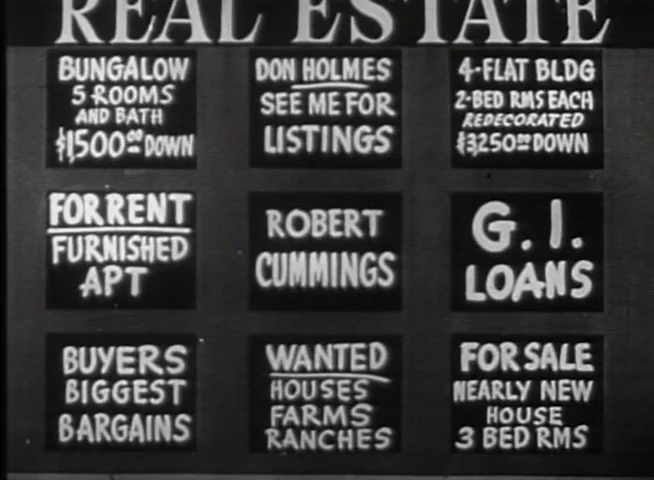 REAL ESTATE
BUNGALOW
5 ROOMS
AND BATH
$1500⁰⁰ DOWN
DON HOLMES
SEE ME FOR
LISTINGS
4-FLAT BLDG
2-BED RMS EACH
REDECORATED
$3250⁰⁰ DOWN
FOR RENT
FURNISHED
APT
ROBERT
CUMMINGS
G. I.
LOANS
BUYERS
BIGGEST
BARGAINS
WANTED
HOUSES
FARMS
RANCHES
FOR SALE
NEARLY NEW
HOUSE
3 BED RMS